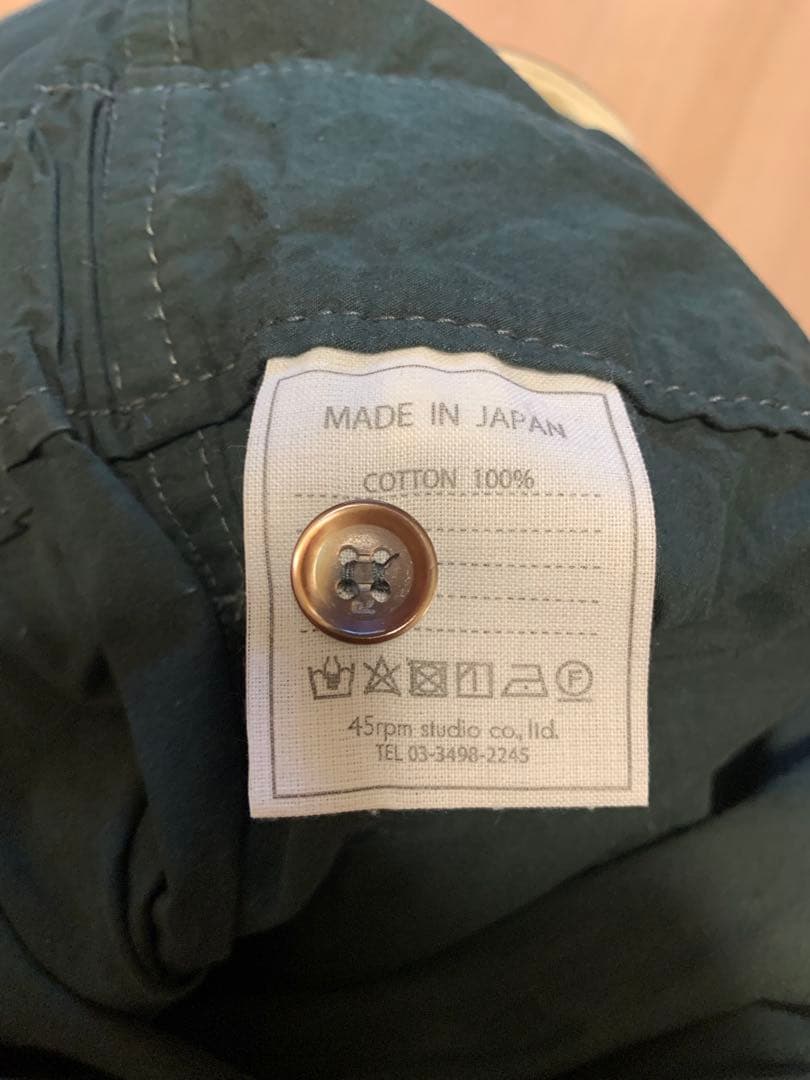 MADE IN JAPAN
COTTON 100%
F
45rpm studio co., ltd.
TEL 03-3498-2245